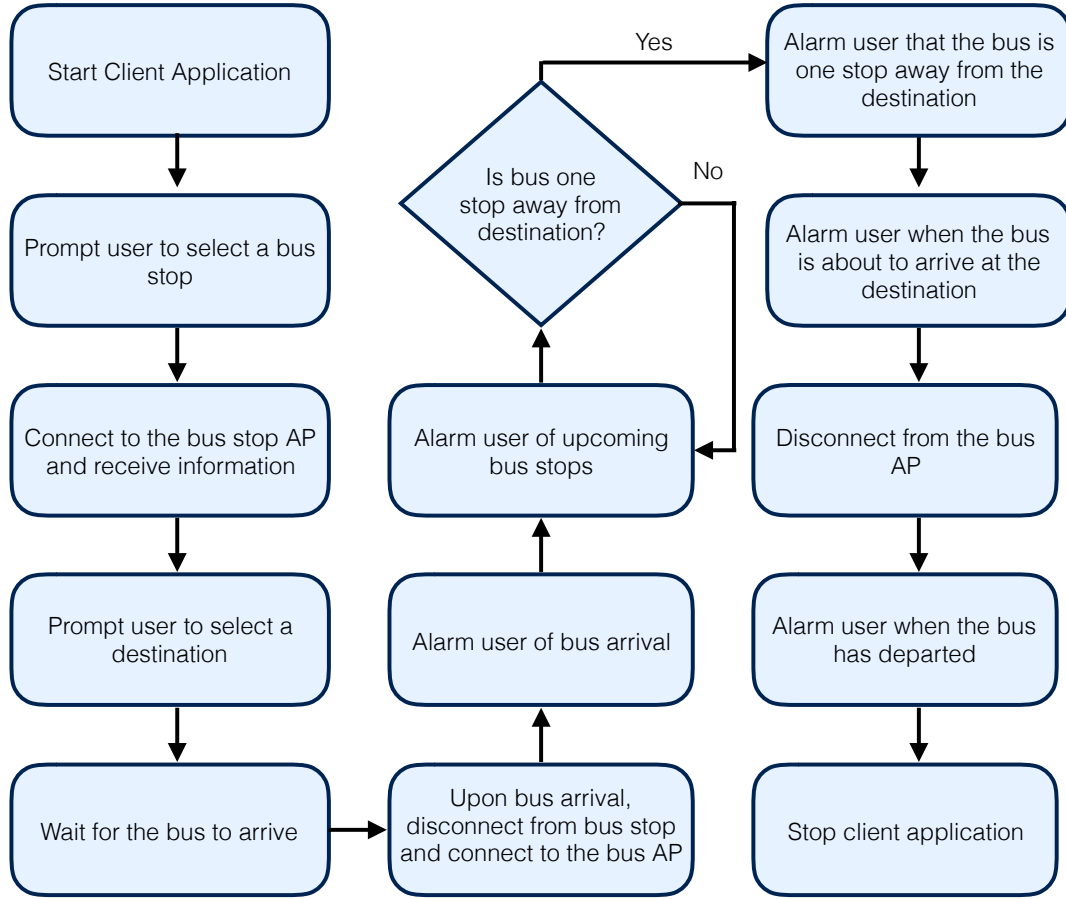 Start Client Application
Prompt user to select a bus
stop
Connect to the bus stop AP
and receive information
Prompt user to select a
destination
Wait for the bus to arrive
Upon bus arrival,
disconnect from bus stop
and connect to the bus AP
Alarm user of bus arrival
Alarm user of upcoming
bus stops
Is bus one
stop away from
destination?
No
Yes
Alarm user that the bus is
one stop away from the
destination
Alarm user when the bus
is about to arrive at the
destination
Disconnect from the bus
AP
Alarm user when the bus
has departed
Stop client application